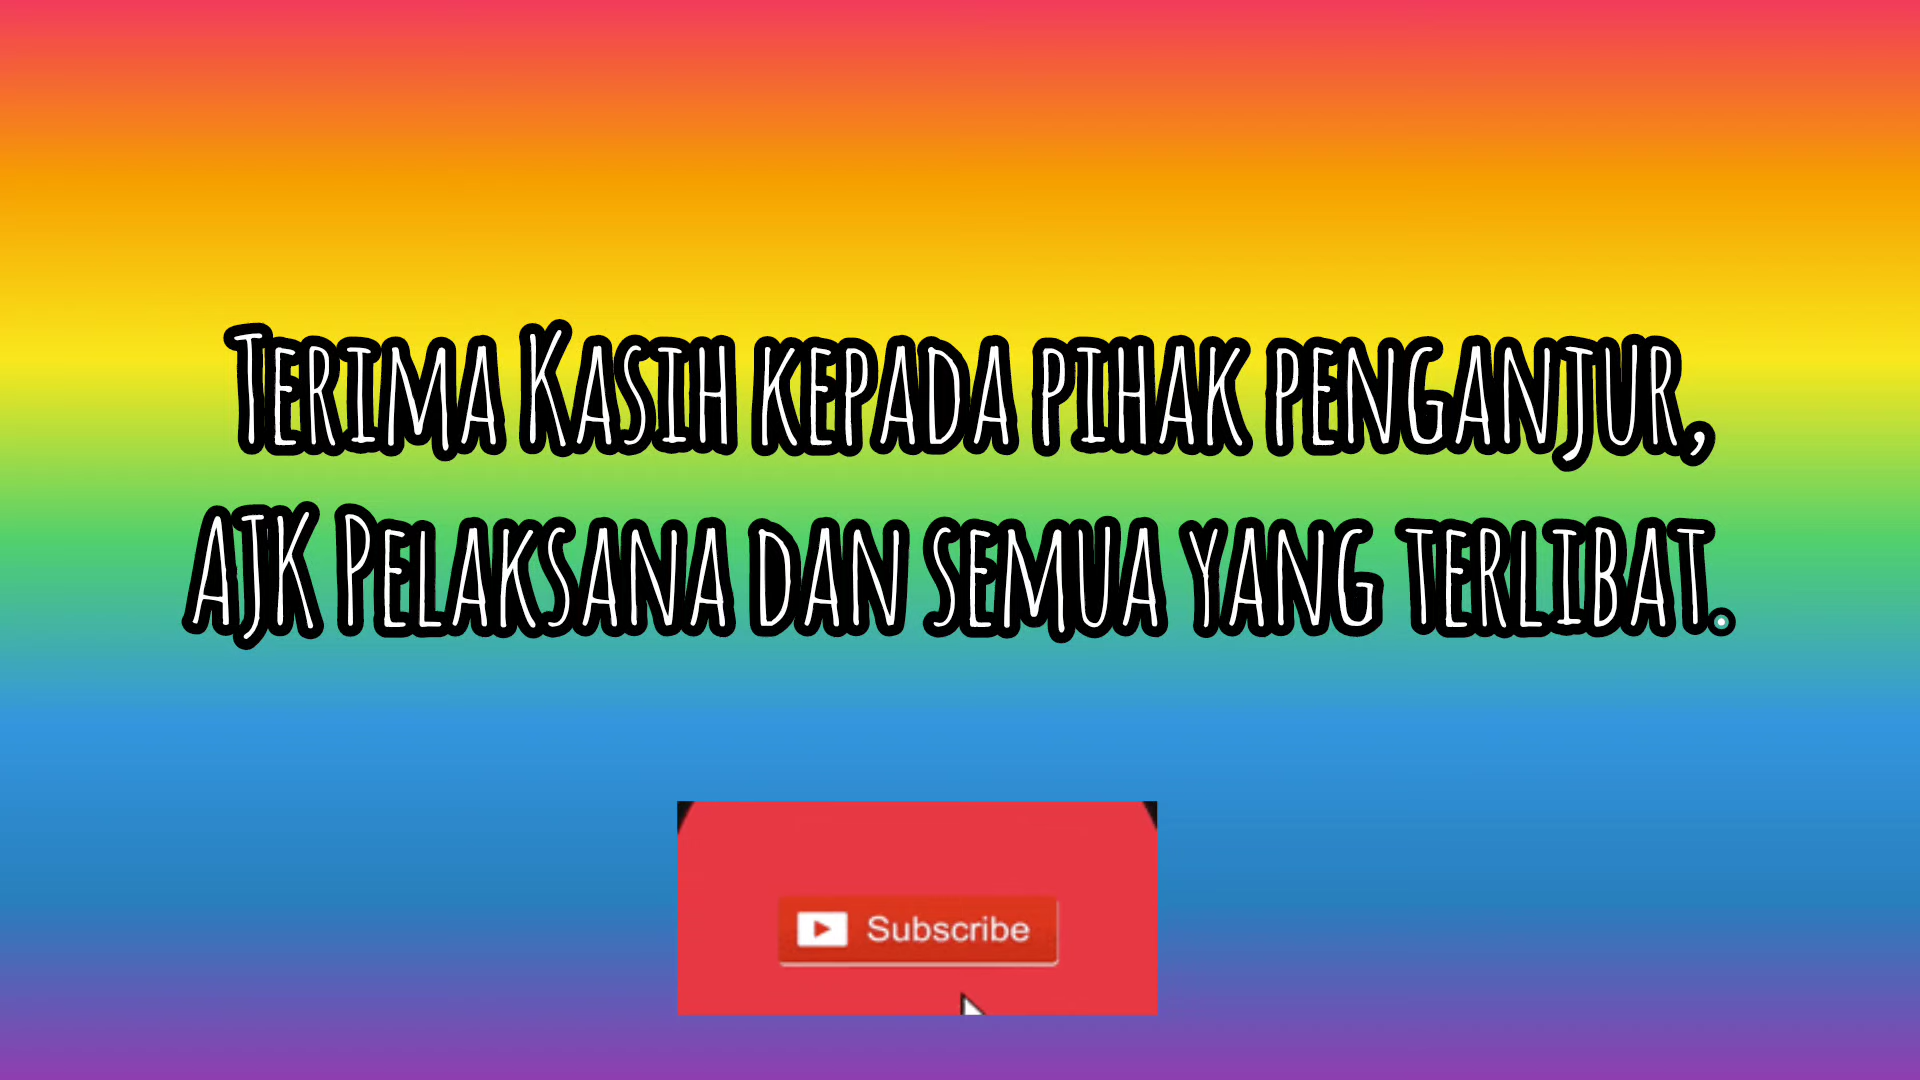 Terima Kasih kepada pihak penganjur,
AJK Pelaksana dan semua yang terlibat.
Subscribe